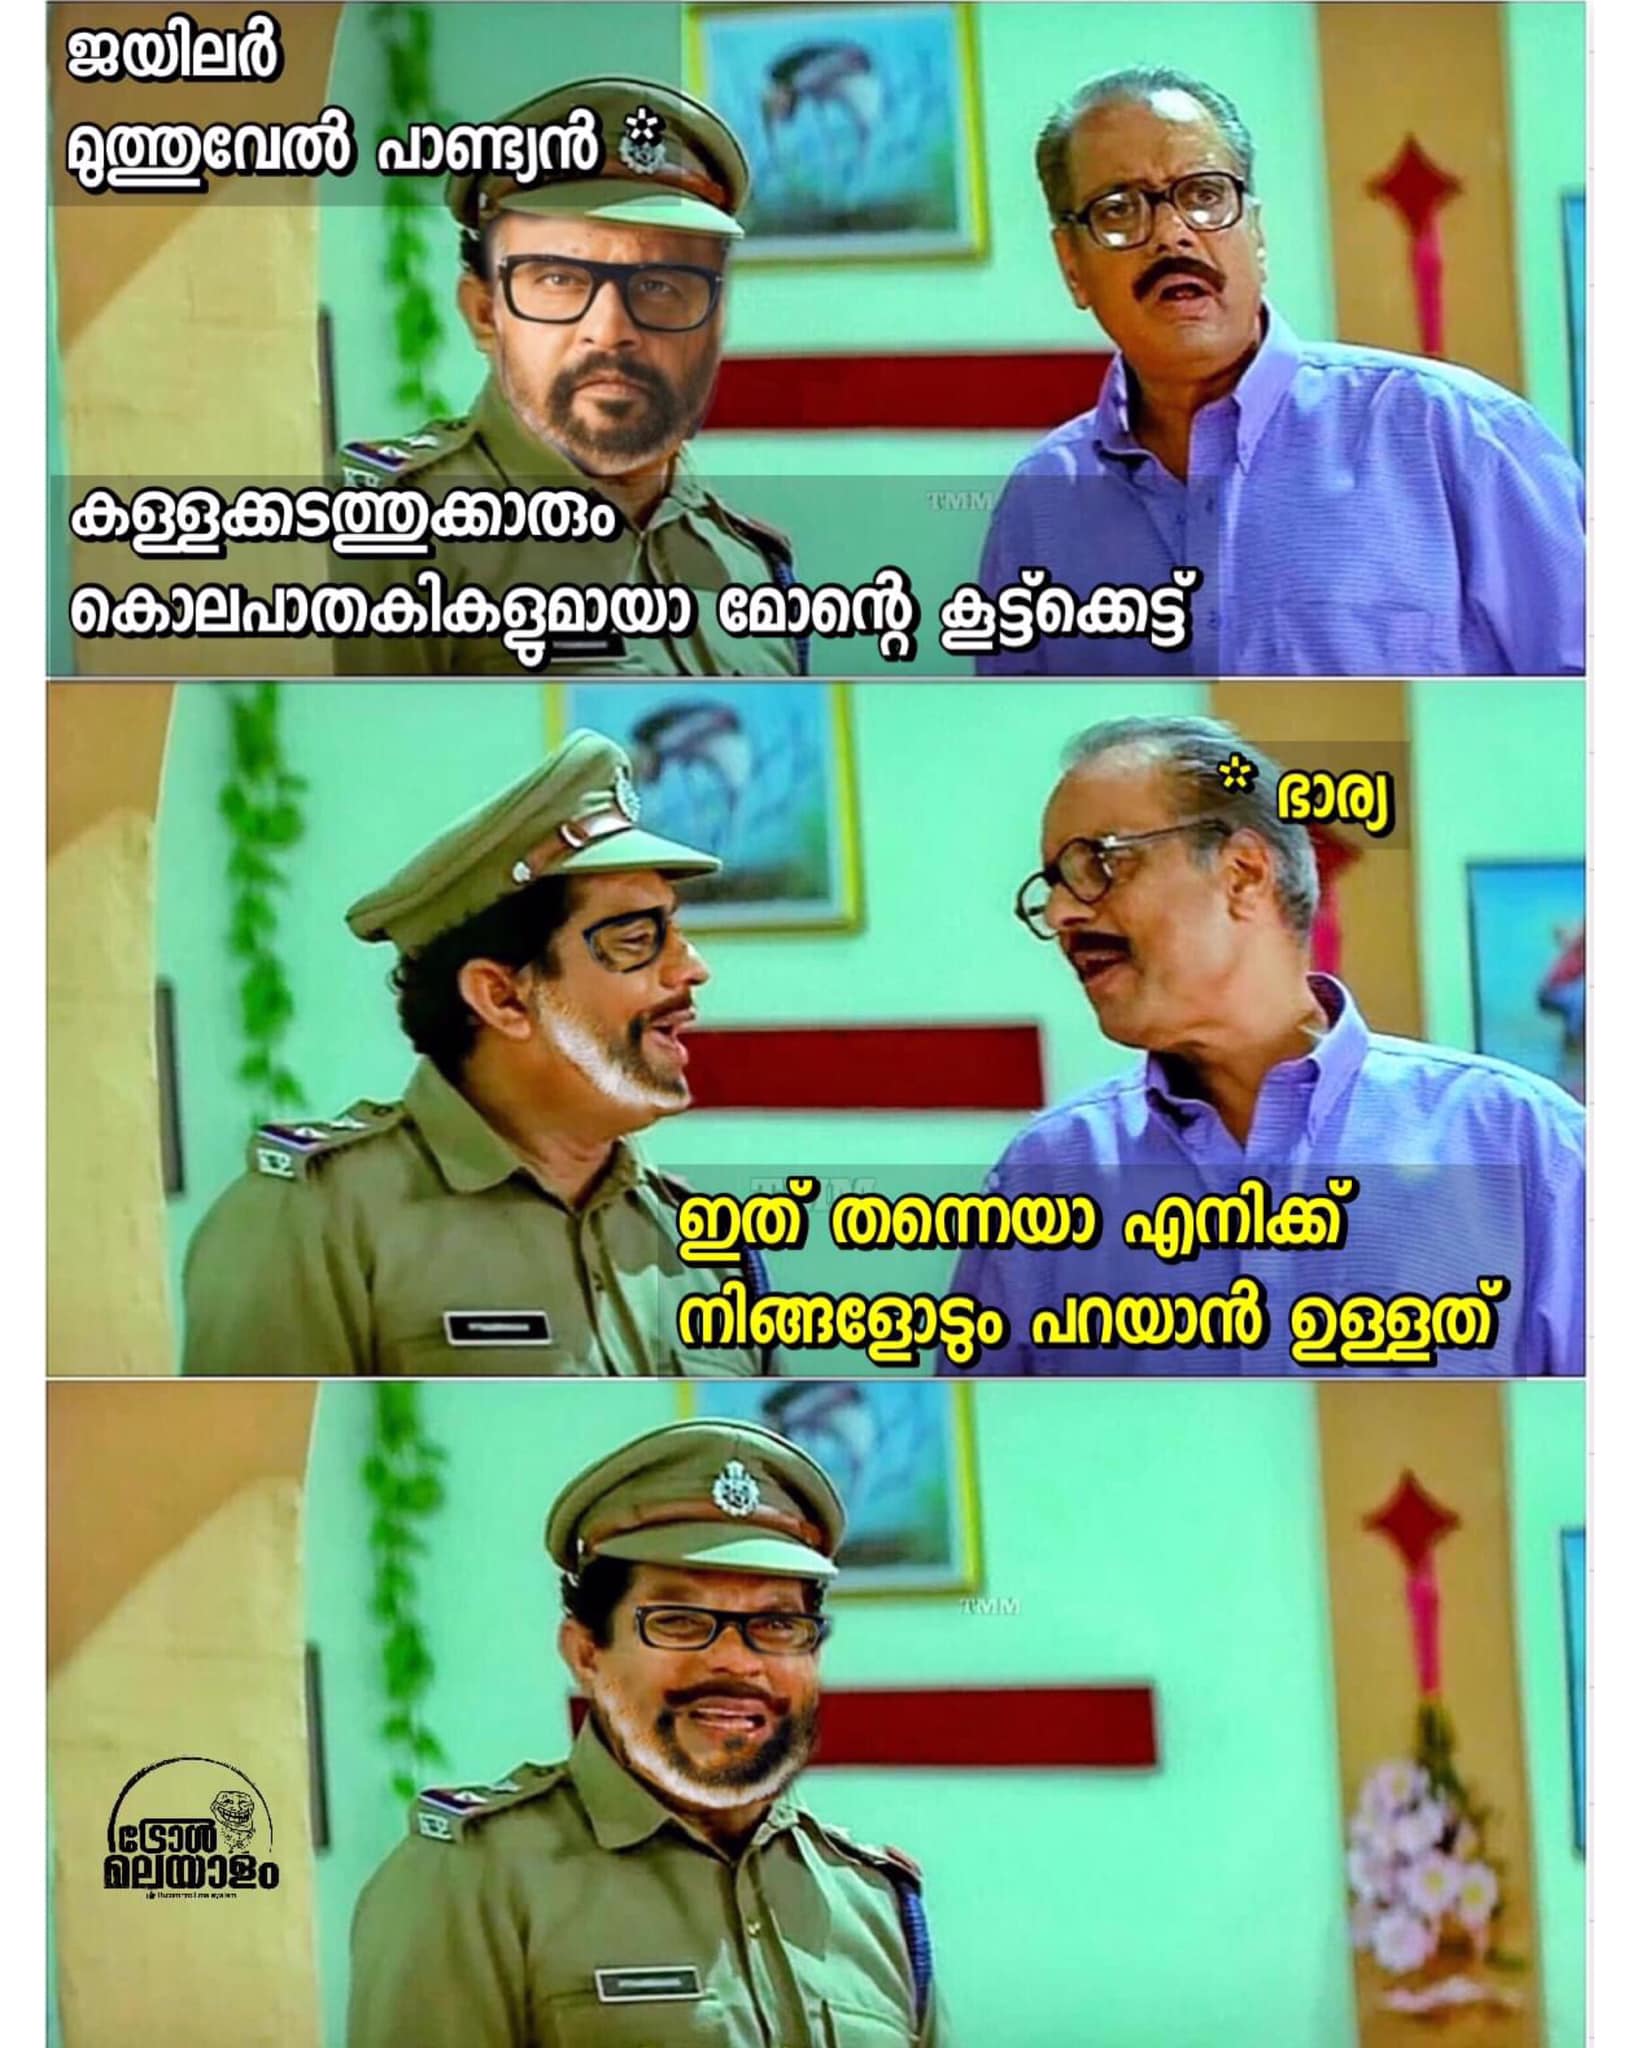 ജയിലർ
മുത്തുവേൽ പാണ്ട്യൻ *
കള്ളക്കടത്തുക്കാരും
കൊലപാതകികളുമായാ മോന്റെ കൂട്ട്ക്കെട്ട്
TMM
* ഭാര്യ
ഇത് തന്നെയാ എനിക്ക്
നിങ്ങളോടും പറയാൻ ഉള്ളത്
TMM
TMM
ട്രോൾ
മലയാളം